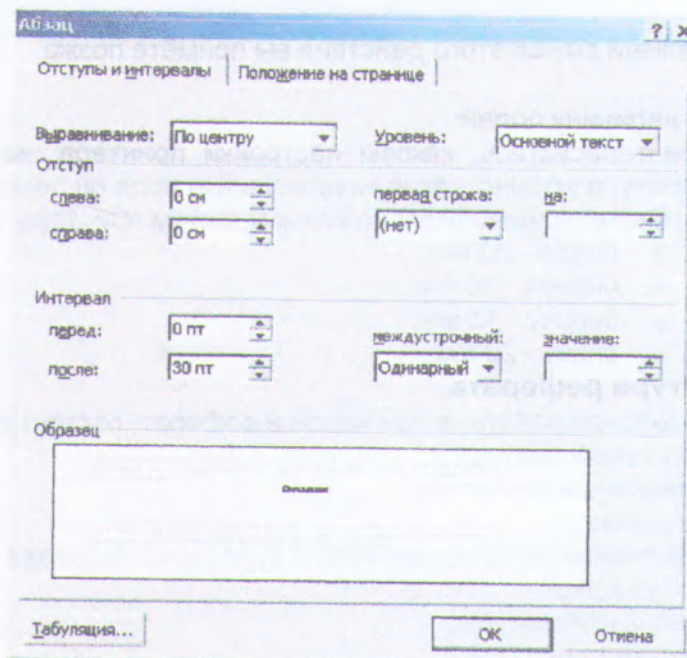 Абзац ? ×
Отступы и интервалы Положение на странице
Выравнивание: По центру Уровень: Основной текст
Отступ
слева: 0 см первая строка: на:
справа: 0 см (нет)
Интервал
перед: 0 пт междустрочный: значение:
после: 30 пт Одинарный
Образец
Табуляция... ОК Отмена